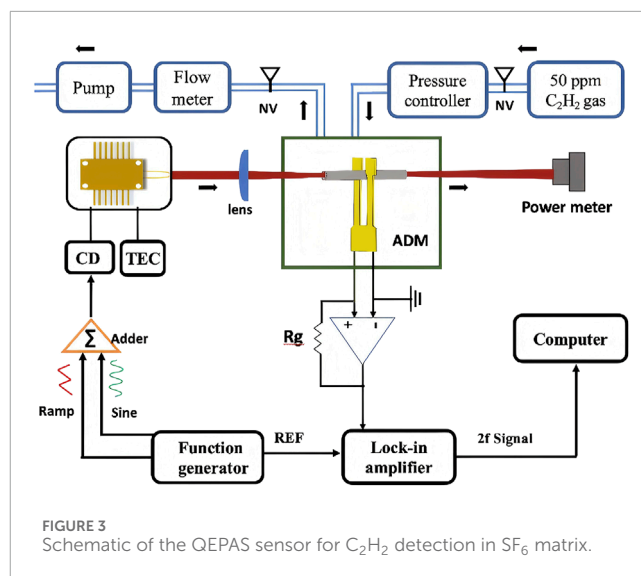 Pump
Flow
meter
NV
Pressure
controller
NV
50 ppm
C₂H₂ gas
lens
ADM
Power meter
CD
TEC
Σ
Adder
Ramp
Sine
Rg
+ -
Computer
Function
generator
REF
Lock-in
amplifier
2f Signal
FIGURE 3
Schematic of the QEPAS sensor for C₂H₂ detection in SF₆ matrix.